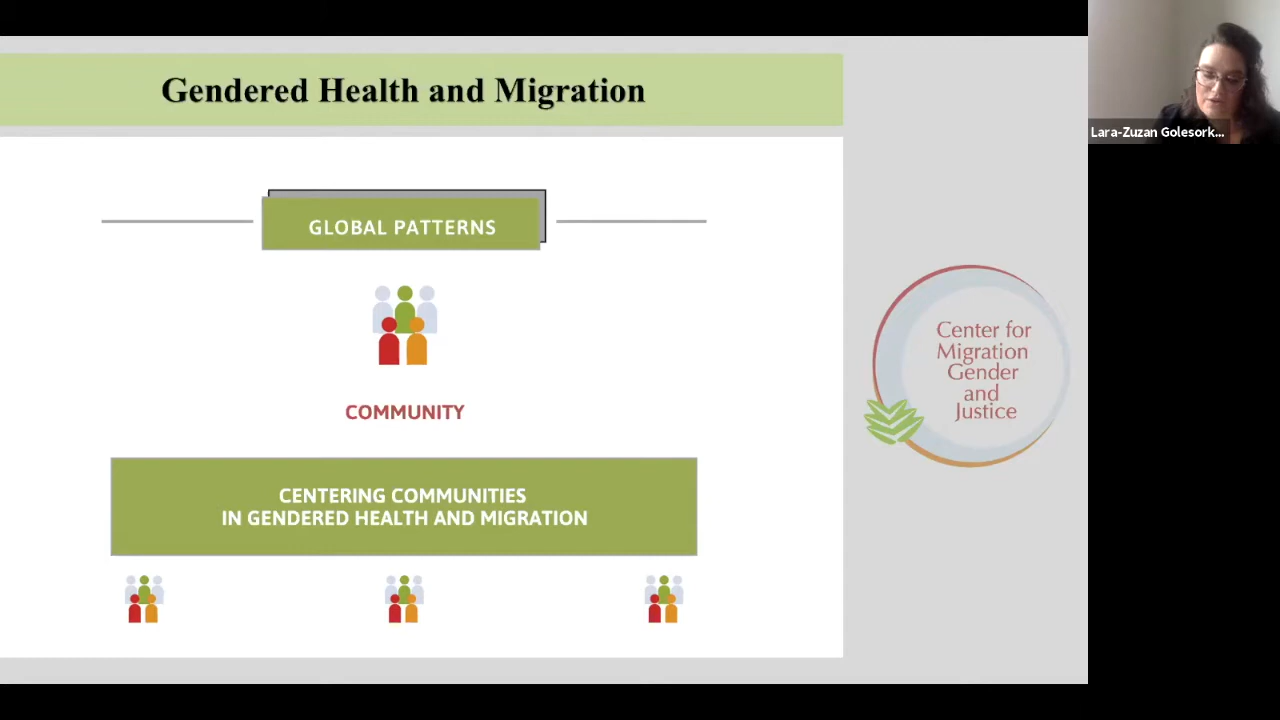 Gendered Health and Migration
GLOBAL PATTERNS
COMMUNITY
CENTERING COMMUNITIES
IN GENDERED HEALTH AND MIGRATION
Center for
Migration
Gender
and
Justice
Lara-Zuzan Golesork...